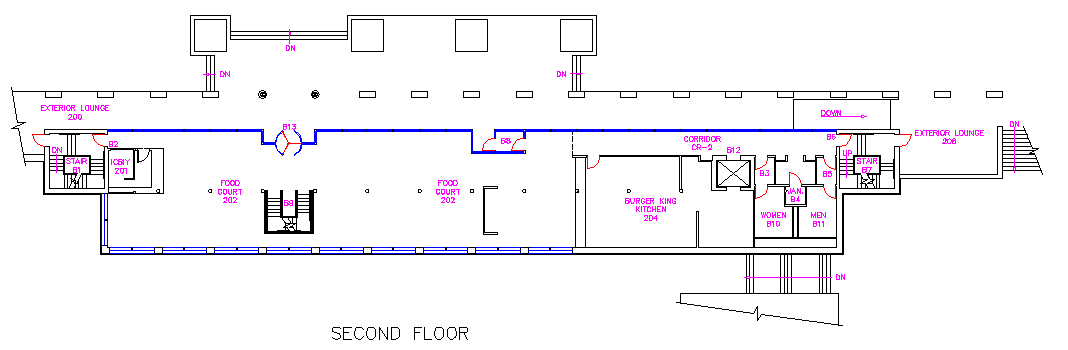 DN
DN
DN
EXTERIOR LOUNGE
200
B13
DOWN
DN
B2
B8
B6
CORRIDOR
CR-2
EXTERIOR LOUNGE
208
DN
STAIR
B1
ICBIY
201
B12
B3
B5
UP
STAIR
B7
FOOD
COURT
202
B9
FOOD
COURT
202
BURGER KING
KITCHEN
204
JAN.
B4
WOMEN
B10
MEN
B11
DN
SECOND FLOOR